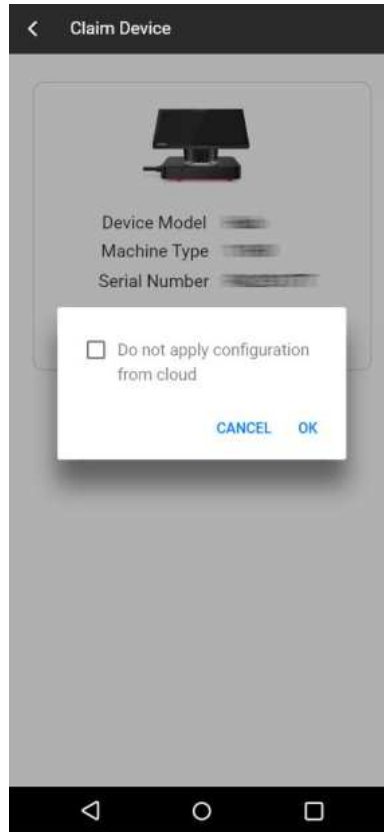 Claim Device
Device Model
Machine Type
Serial Number
Do not apply configuration
from cloud
CANCEL OK